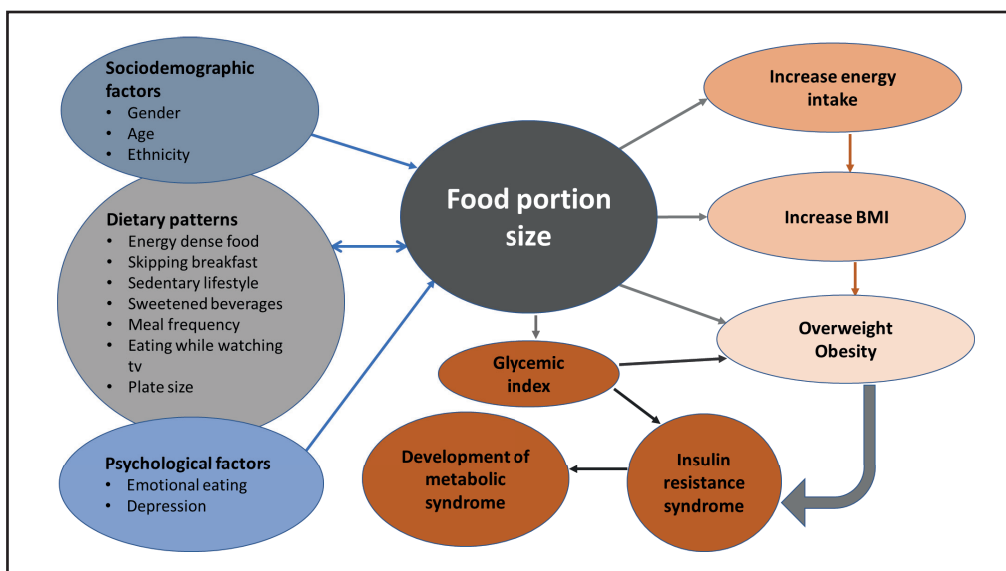 Sociodemographic
factors
• Gender
• Age
• Ethnicity
Dietary patterns
• Energy dense food
• Skipping breakfast
• Sedentary lifestyle
• Sweetened beverages
• Meal frequency
• Eating while watching
tv
• Plate size
Psychological factors
• Emotional eating
• Depression
Food portion
size
Increase energy
intake
Increase BMI
Overweight
Obesity
Glycemic
index
Insulin
resistance
syndrome
Development of
metabolic
syndrome